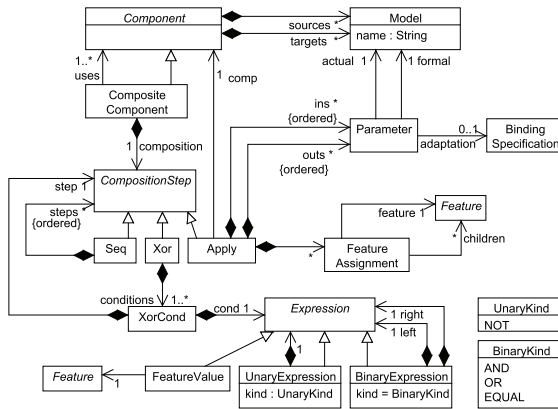 Component
Model
name : String
sources *
targets *
1..*
uses
1
comp
actual
1
1 formal
Composite
Component
ins *
{ordered}
Parameter
0..1
adaptation
Binding
Specification
1
composition
outs *
{ordered}
CompositionStep
step 1
steps *
{ordered}
Feature
feature 1
Seq
Xor
Apply
*
Feature
Assignment
*
children
conditions
1..*
XorCond
cond 1
Expression
1 right
1 left
UnaryKind
NOT
1
BinaryKind
AND
OR
EQUAL
Feature
1
FeatureValue
UnaryExpression
kind : UnaryKind
BinaryExpression
kind = BinaryKind